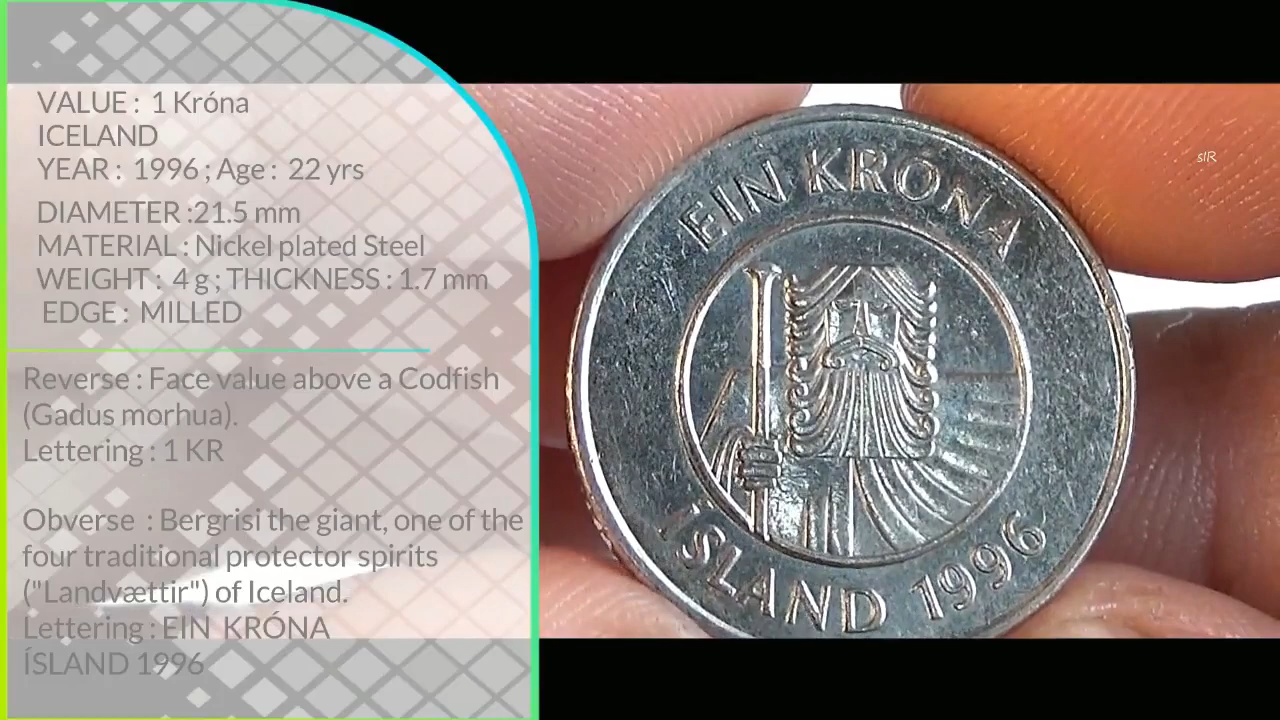 VALUE : 1 Króna
ICELAND
YEAR : 1996 ; Age : 22 yrs
DIAMETER :21.5 mm
MATERIAL : Nickel plated Steel
WEIGHT : 4 g ; THICKNESS : 1.7 mm
EDGE : MILLED
Reverse : Face value above a Codfish
(Gadus morhua).
Lettering : 1 KR
Obverse : Bergrisi the giant, one of the
four traditional protector spirits
("Landvættir") of Iceland.
Lettering : EIN KRÓNA
ÍSLAND 1996
EIN KRÓNA
ÍSLAND 1996
sIR